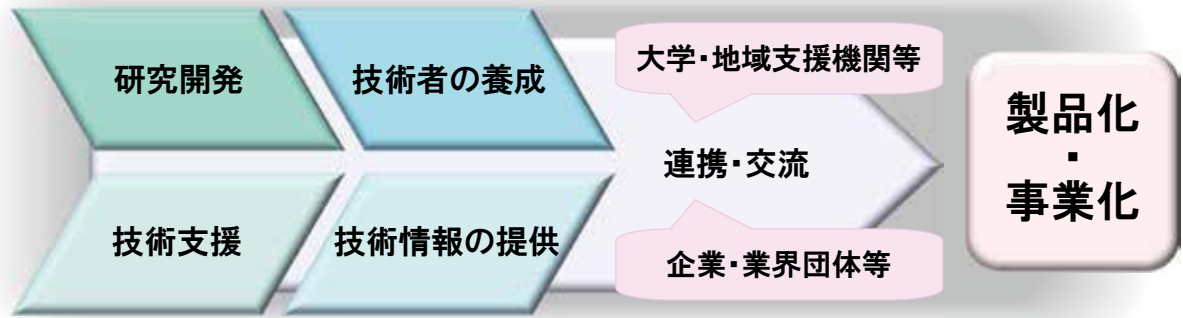 研究開発
技術者の養成
技術支援
技術情報の提供
大学・地域支援機関等
連携・交流
企業・業界団体等
製品化
・
事業化